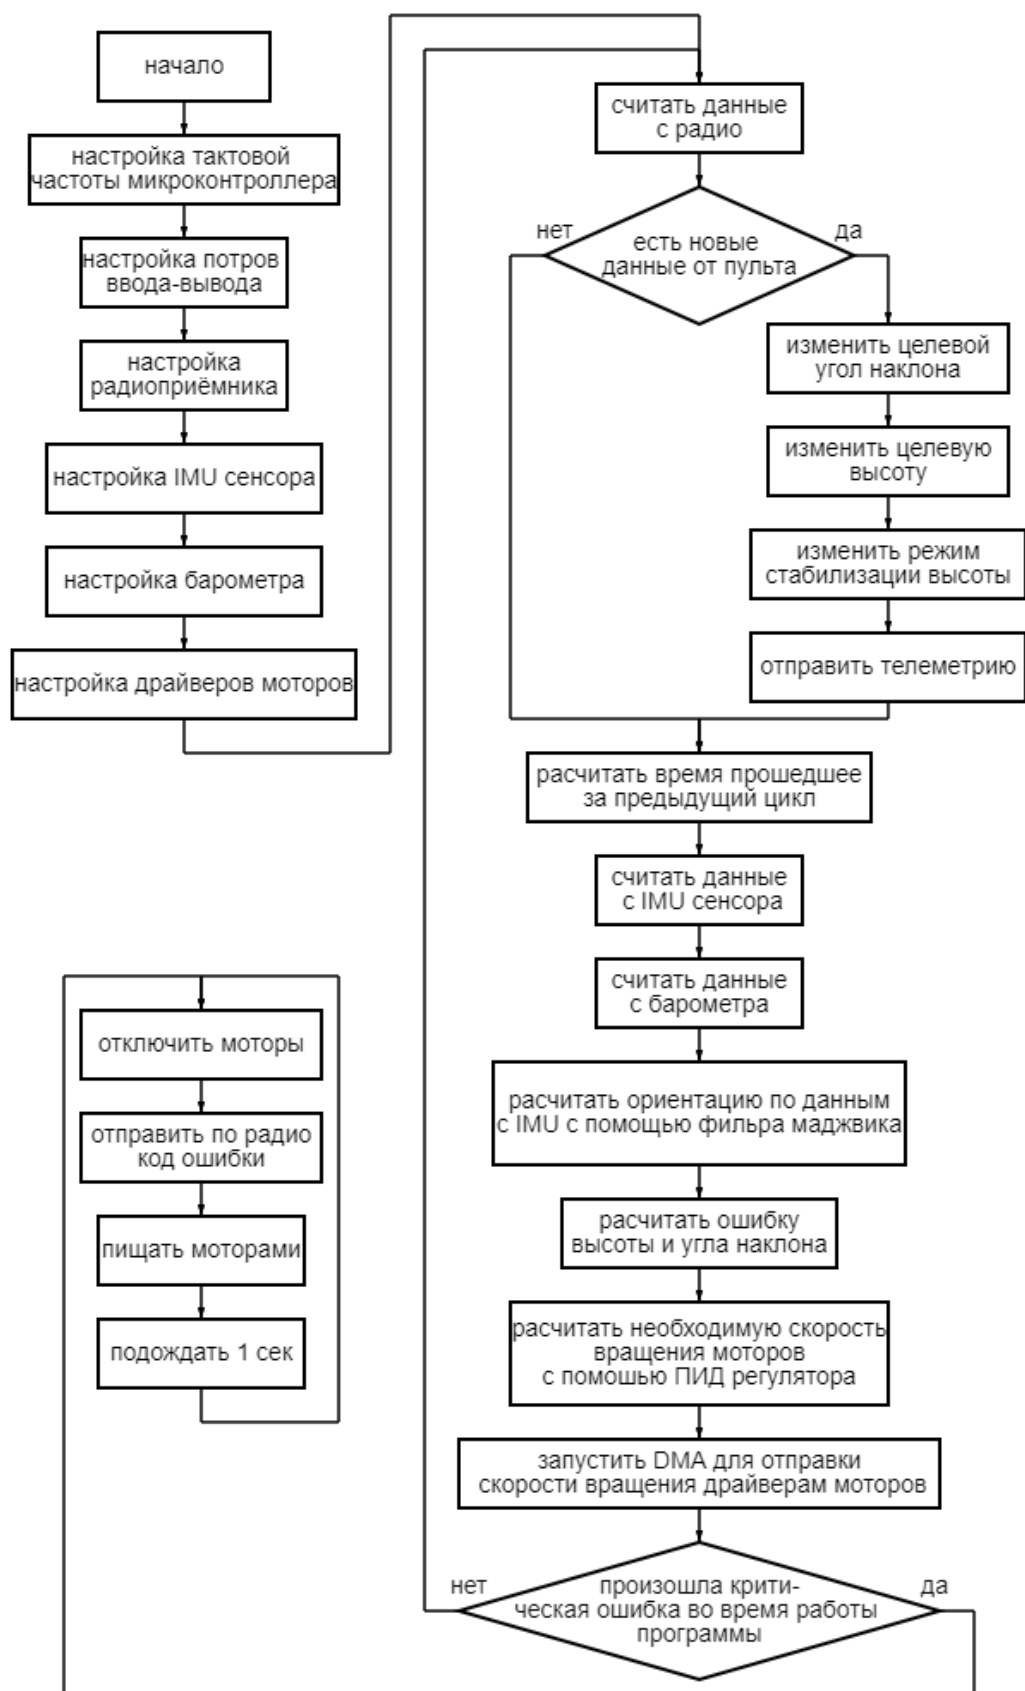 начало
настройка тактовой
частоты микроконтроллера
настройка потров
ввода-вывода
настройка
радиоприёмника
настройка IMU сенсора
настройка барометра
настройка драйверов моторов
считать данные
с радио
нет
есть новые
данные от пульта
да
изменить целевой
угол наклона
изменить целевую
высоту
изменить режим
стабилизации высоты
отправить телеметрию
расчитать время прошедшее
за предыдущий цикл
считать данные
с IMU сенсора
считать данные
с барометра
расчитать ориентацию по данным
с IMU с помощью фильра маджвика
расчитать ошибку
высоты и угла наклона
расчитать необходимую скорость
вращения моторов
с помошью ПИД регулятора
запустить DMA для отправки
скорости вращения драйверам моторов
нет
произошла крити-
ческая ошибка во время работы
программы
да
отключить моторы
отправить по радио
код ошибки
пищать моторами
подождать 1 сек